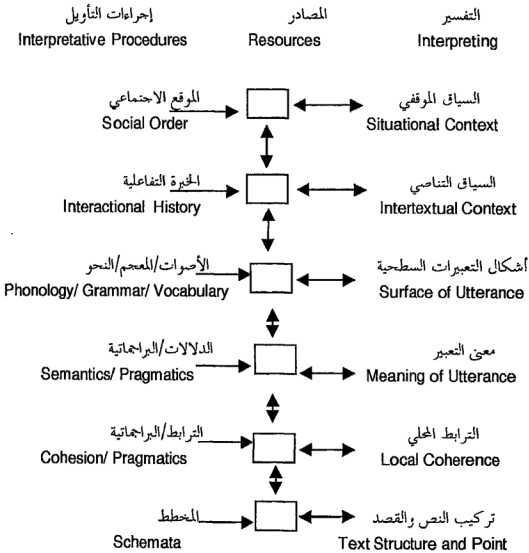 إجراءات التأويل
المصادر
التفسير
Interpretative Procedures
Resources
Interpreting
الموقع الاجتماعي
السياق الموقفي
Social Order
Situational Context
الخبرة التفاعلية
السياق التناصي
Interactional History
Intertextual Context
الأصوات/المعجم/النحو
أشكال التعبيرات السطحية
Phonology/ Grammar/ Vocabulary
Surface of Utterance
الدلالات/البراجماتية
معنى التعبير
Semantics/ Pragmatics
Meaning of Utterance
الترابط/البراجماتية
الترابط المحلي
Cohesion/ Pragmatics
Local Coherence
المخطط
تركيب النص والقصد
Schemata
Text Structure and Point